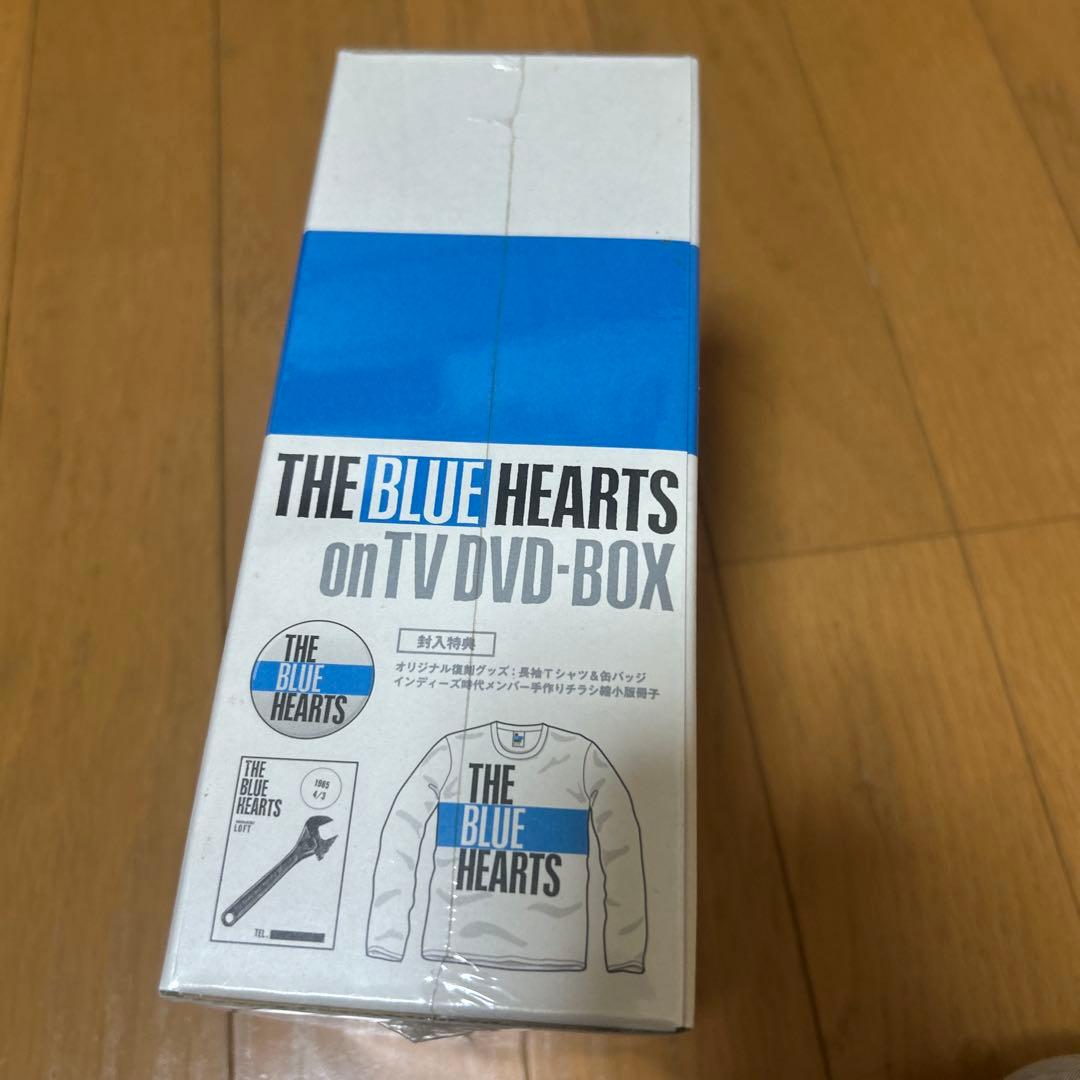 THE BLUE HEARTS
on TV DVD-BOX
封入特典
オリジナル復刻グッズ:長袖Tシャツ&缶バッジ
インディーズ時代メンバー手作りチラシ縮小版冊子
THE
BLUE
HEARTS
THE
BLUE
HEARTS
1985
4/3
LOFT
TEL.
THE
BLUE
HEARTS